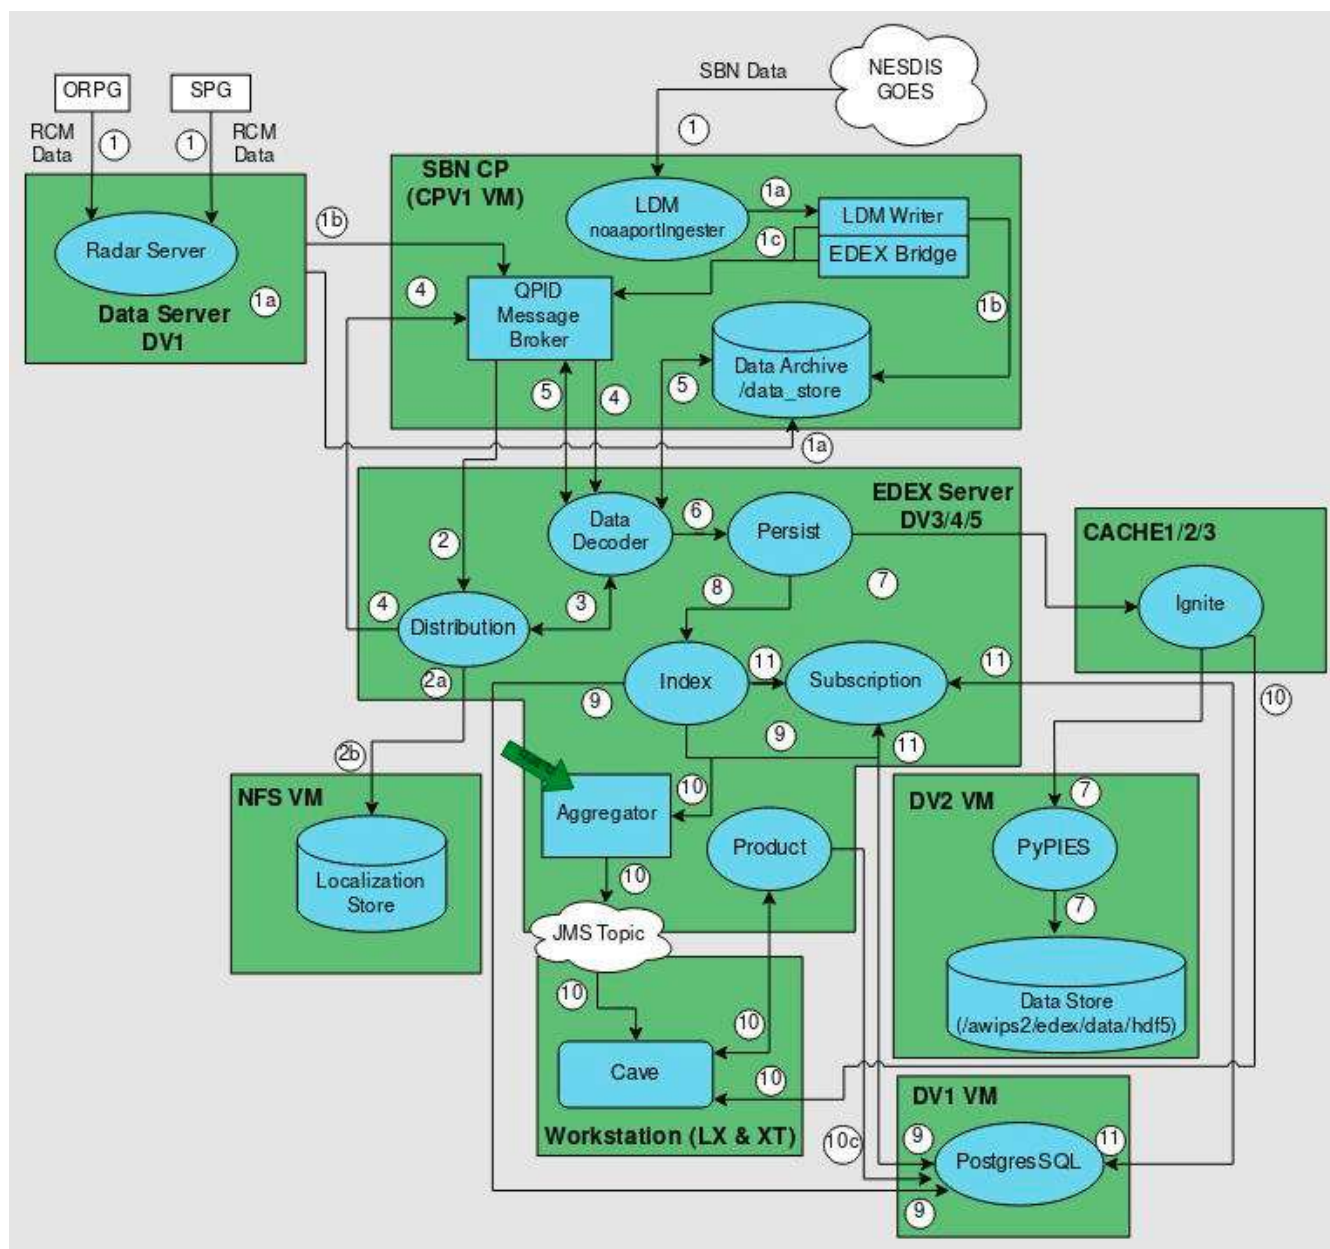 NESDIS
GOES
SBN Data
ORPG
SPG
RCM
Data
1
1
RCM
Data
1
SBN CP
(CPV1 VM)
LDM
noaaportIngester
1a
LDM Writer
EDEX Bridge
1c
1b
Radar Server
1a
Data Server
DV1
1b
4
QPID
Message
Broker
Data Archive
/data_store
5
4
5
1a
EDEX Server
DV3/4/5
Data
Decoder
6
Persist
2
3
8
7
4
Distribution
2a
CACHE1/2/3
Ignite
Index
11
Subscription
11
10
9
9
11
2b
NFS VM
Localization
Store
Aggregator
10
Product
10
JMS Topic
DV2 VM
7
PyPIES
7
Data Store
(/awips2/edex/data/hdf5)
10
10
Cave
10
Workstation (LX & XT)
10c
DV1 VM
9
PostgresSQL
11
9